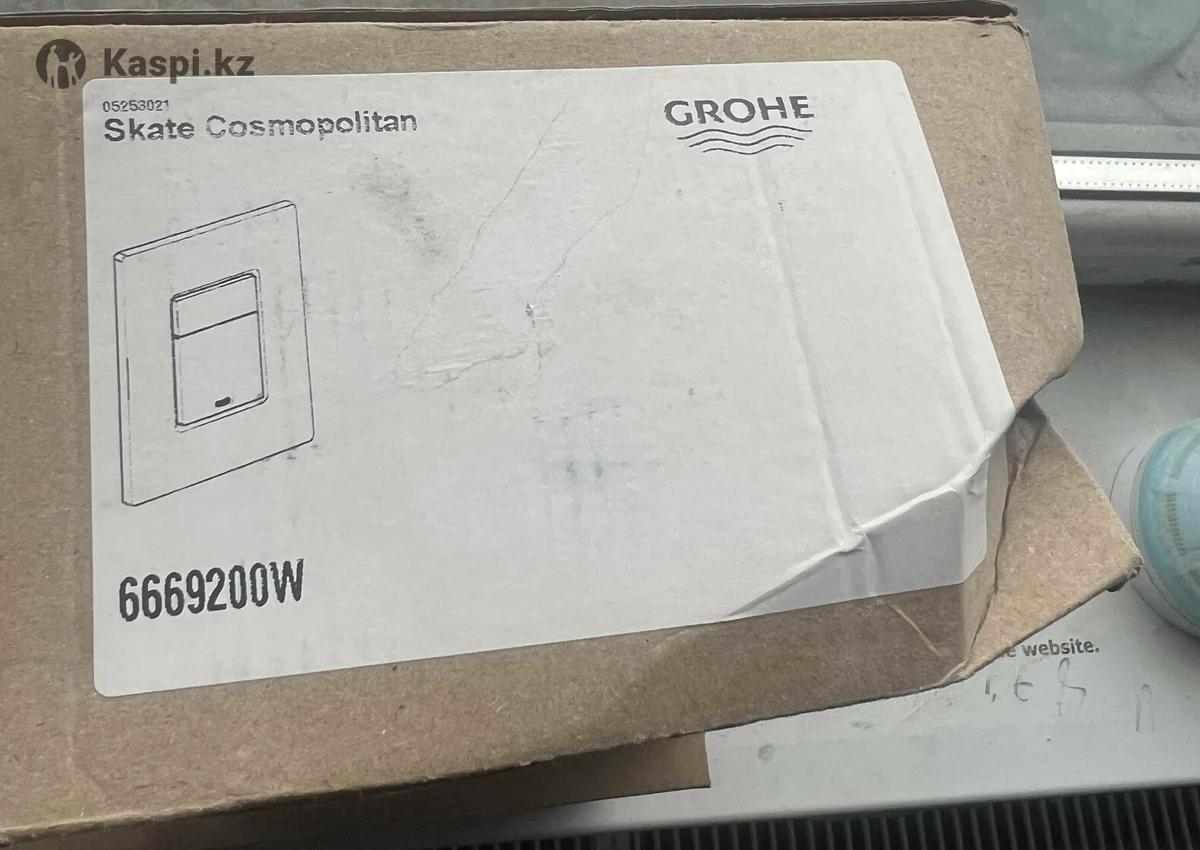 Kaspi.kz
05253021
Skate Cosmopolitan
GROHE
6669200W
website.